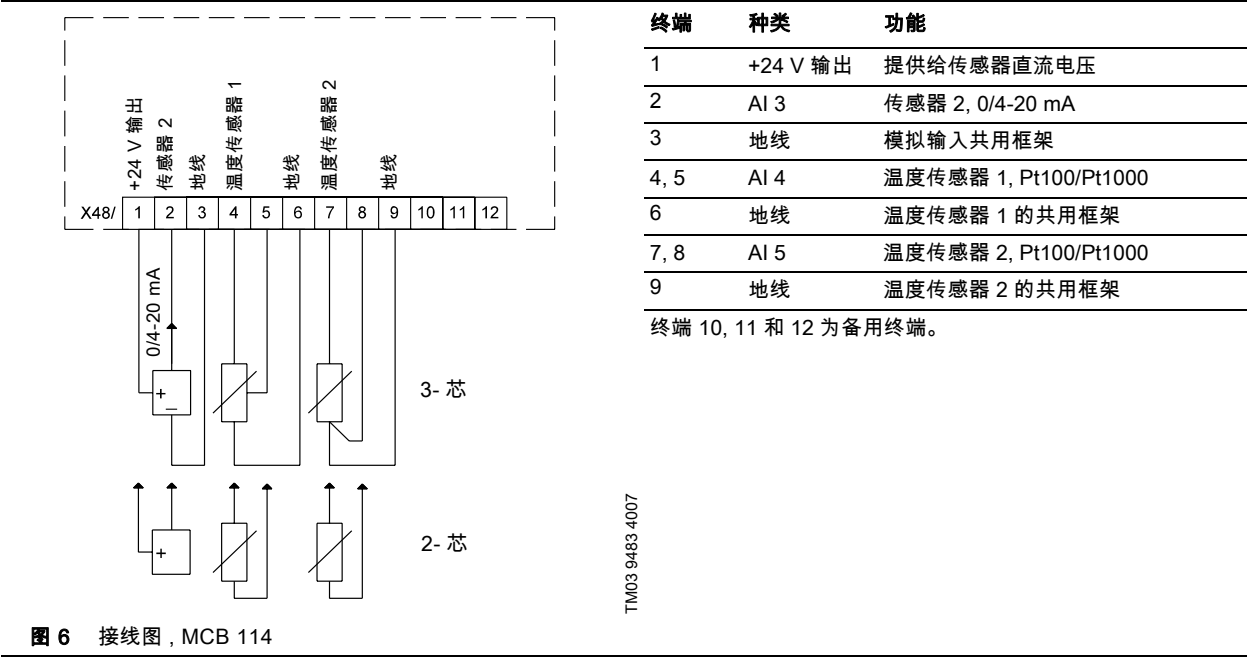 +24 V 输出
传感器 2
地线
温度传感器 1
地线
温度传感器 2
地线
X48/ 1 2 3 4 5 6 7 8 9 10 11 12
0/4-20 mA
+
–
3- 芯
+
2- 芯
TM03 9483 4007
图 6 接线图 , MCB 114
终端 种类 功能
1 +24 V 输出 提供给传感器直流电压
2 AI 3 传感器 2, 0/4-20 mA
3 地线 模拟输入共用框架
4, 5 AI 4 温度传感器 1, Pt100/Pt1000
6 地线 温度传感器 1 的共用框架
7, 8 AI 5 温度传感器 2, Pt100/Pt1000
9 地线 温度传感器 2 的共用框架
终端 10, 11 和 12 为备用终端。